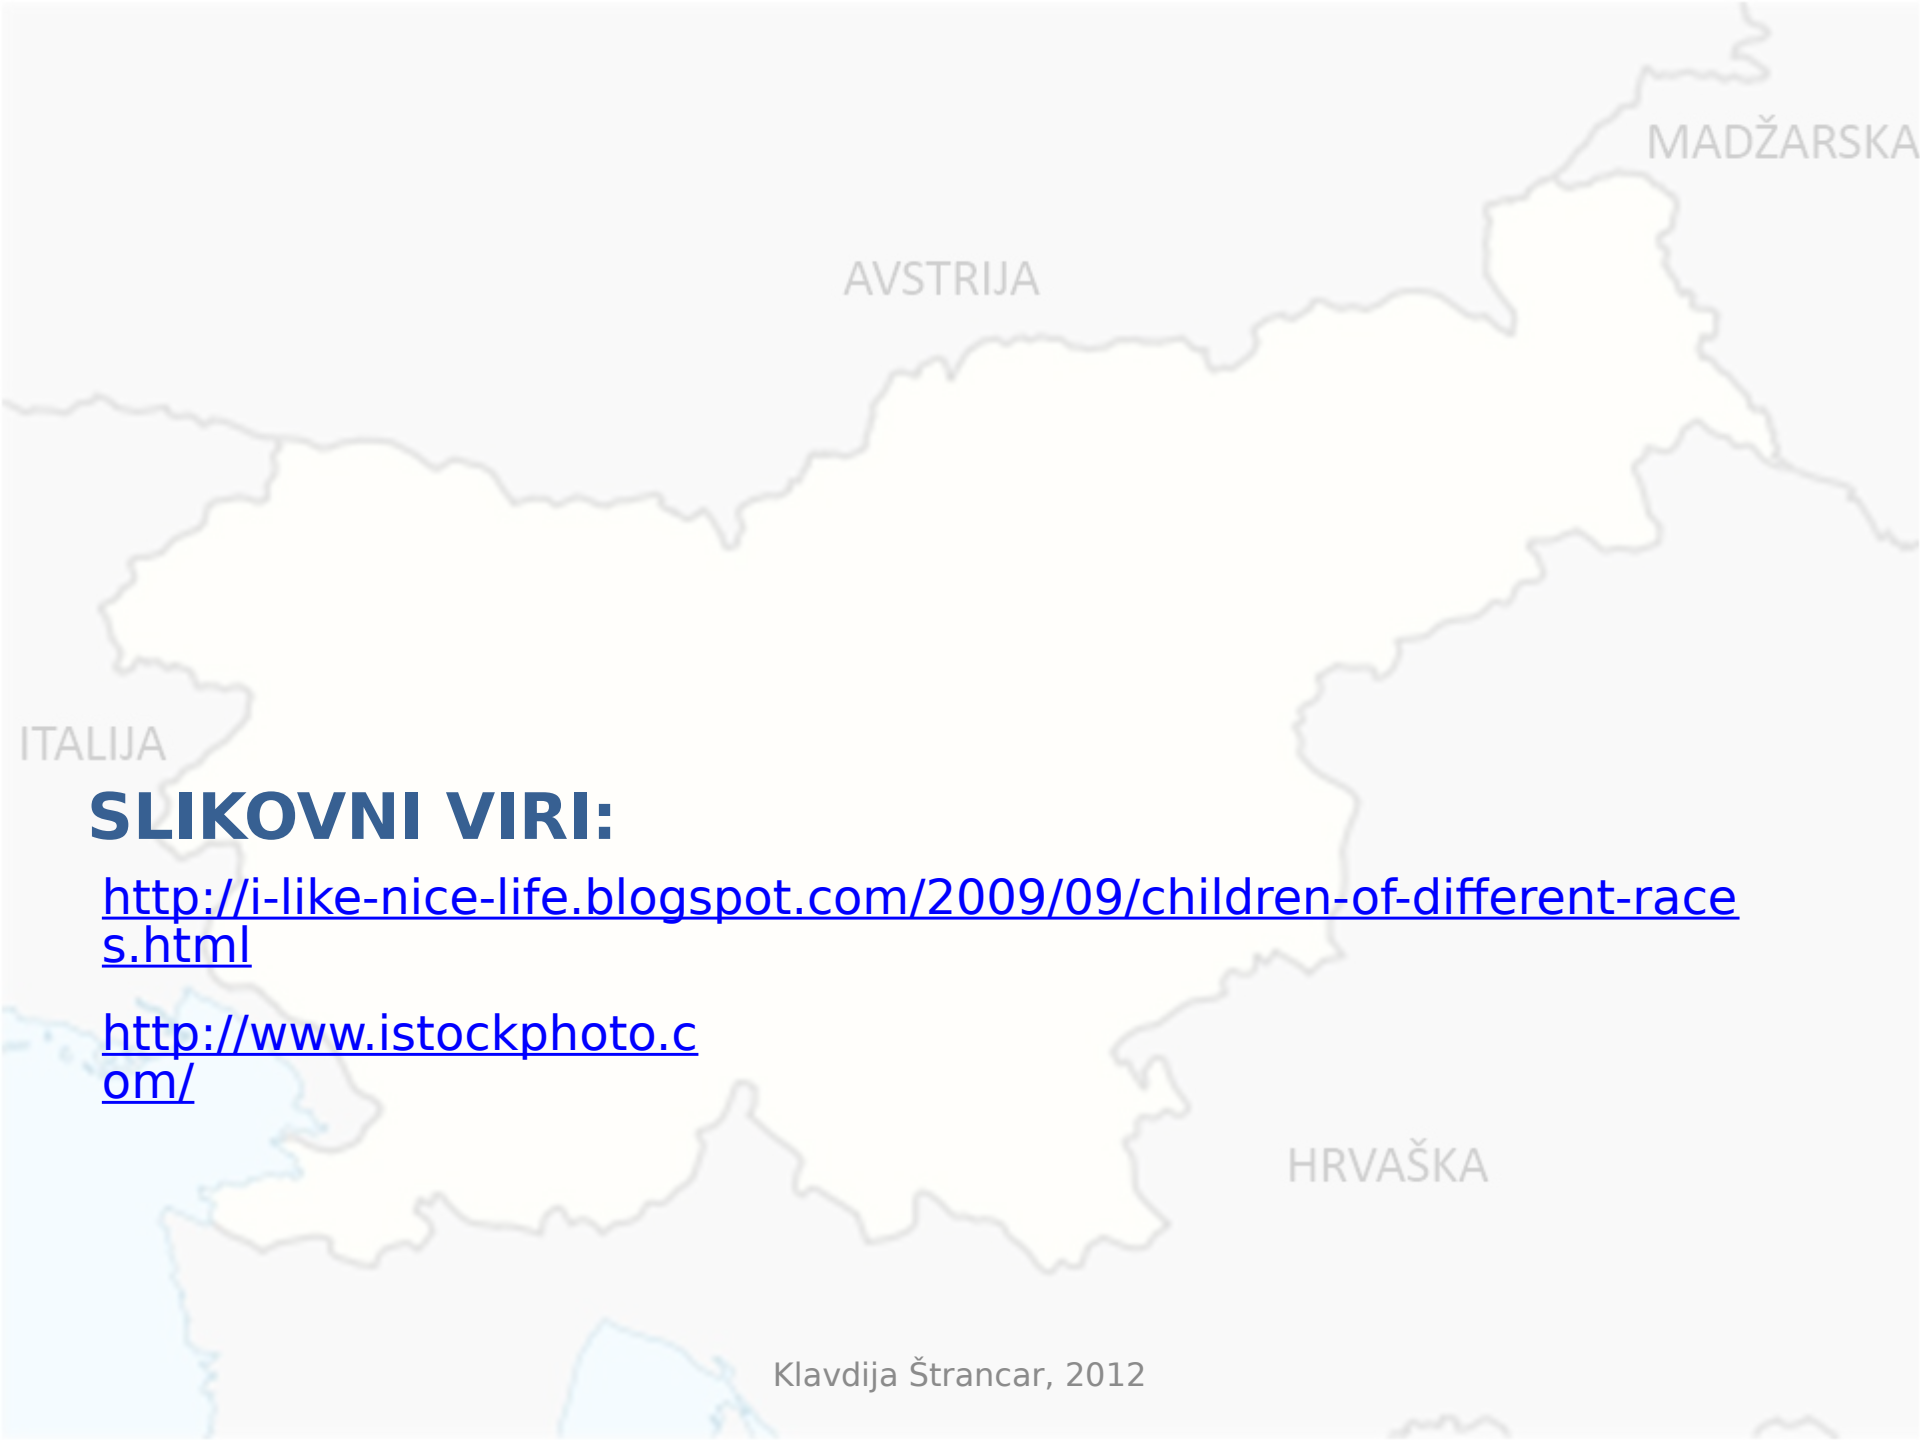 MADŽARSKA
AVSTRIJA
ITALIJA
SLIKOVNI VIRI:
http://i-like-nice-life.blogspot.com/2009/09/children-of-different-race
s.html
http://www.istockphoto.c
om/
HRVAŠKA
Klavdija Štrancar, 2012